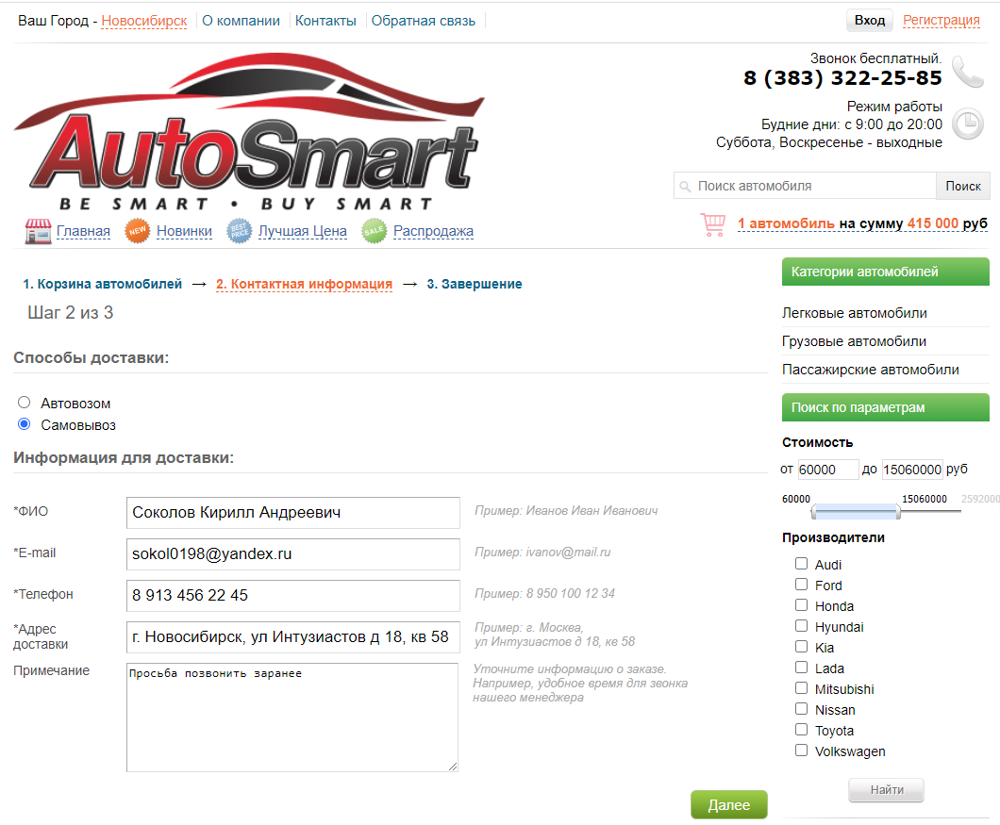 Ваш Город - Новосибирск О компании Контакты Обратная связь
Вход Регистрация
AutoSmart
BE SMART • BUY SMART
Звонок бесплатный.
8 (383) 322-25-85
Режим работы
Будние дни: с 9:00 до 20:00
Суббота, Воскресенье - выходные
Поиск автомобиля Поиск
Главная NEW Новинки BEST PRICE Лучшая Цена SALE Распродажа
1 автомобиль на сумму 415 000 руб
1. Корзина автомобилей → 2. Контактная информация → 3. Завершение
Шаг 2 из 3
Способы доставки:
Автовозом
Самовывоз
Информация для доставки:
*ФИО Соколов Кирилл Андреевич Пример: Иванов Иван Иванович
*E-mail sokol0198@yandex.ru Пример: ivanov@mail.ru
*Телефон 8 913 456 22 45 Пример: 8 950 100 12 34
*Адрес
доставки
г. Новосибирск, ул Интузиастов д 18, кв 58
Пример: г. Москва,
ул Интузиастов д 18, кв 58
Примечание
Просьба позвонить заранее
Уточните информацию о заказе.
Например, удобное время для звонка
нашего менеджера
Далее
Категории автомобилей
Легковые автомобили
Грузовые автомобили
Пассажирские автомобили
Поиск по параметрам
Стоимость
от 60000 до 15060000 руб
60000 15060000 2592000
Производители
Audi
Ford
Honda
Hyundai
Kia
Lada
Mitsubishi
Nissan
Toyota
Volkswagen
Найти